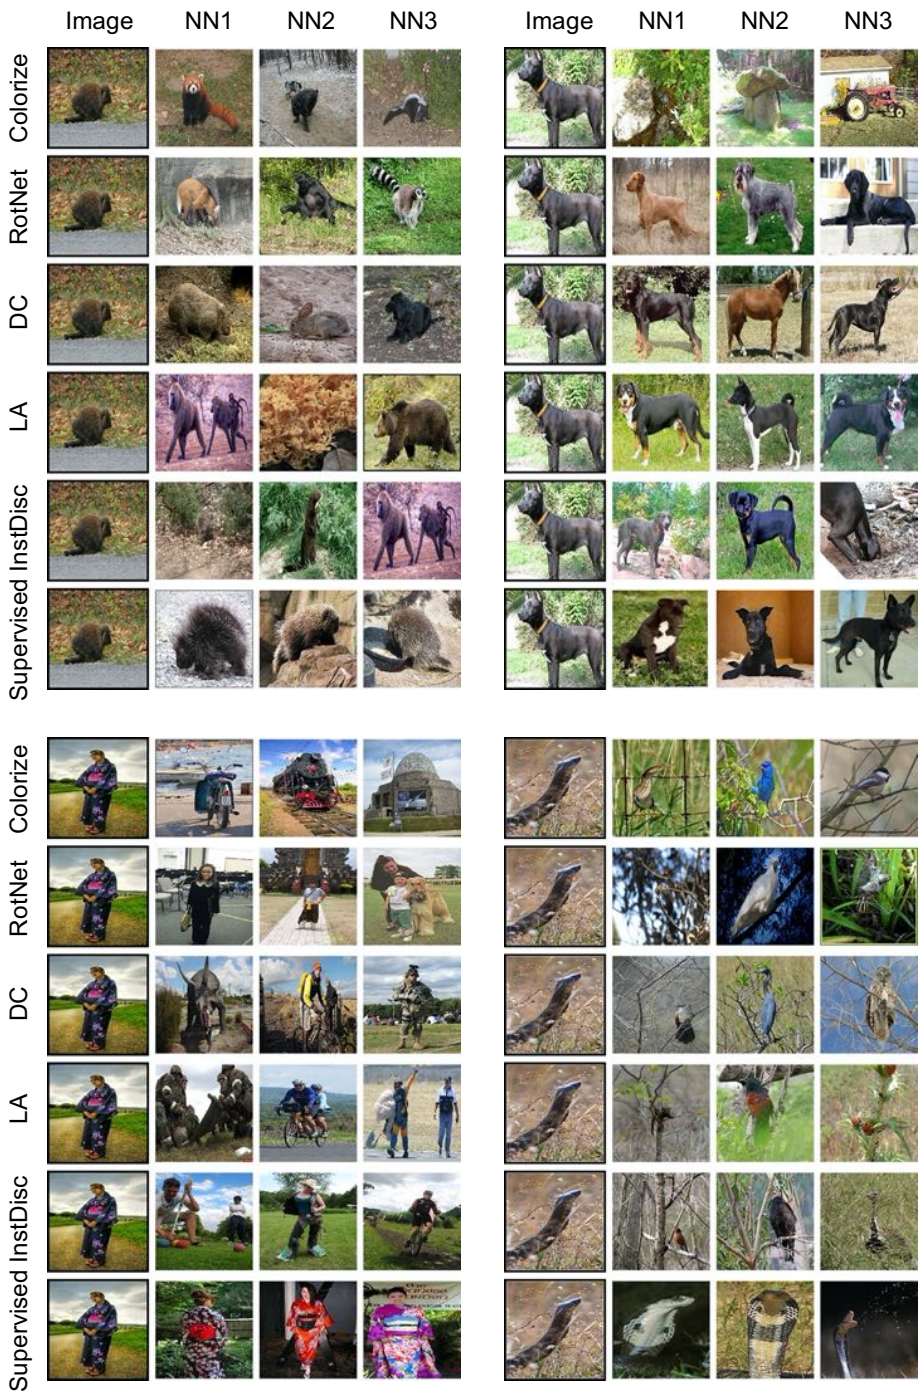 Image NN1 NN2 NN3 Image NN1 NN2 NN3
Colorize
RotNet
DC
LA
InstDisc
Supervised
Colorize
RotNet
DC
LA
InstDisc
Supervised